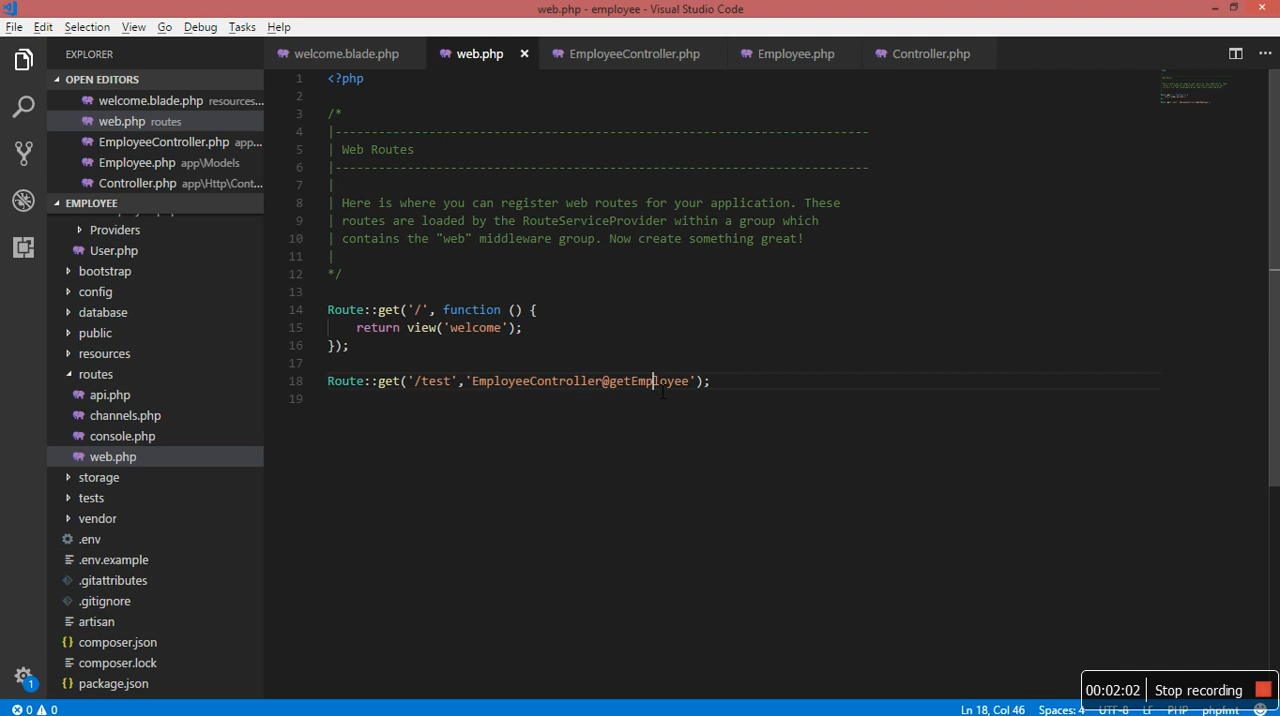 web.php - employee - Visual Studio Code
File Edit Selection View Go Debug Tasks Help
EXPLORER
OPEN EDITORS
welcome.blade.php resources...
web.php routes
EmployeeController.php app...
Employee.php app\Models
Controller.php app\Http\Cont...
EMPLOYEE
Providers
User.php
bootstrap
config
database
public
resources
routes
api.php
channels.php
console.php
web.php
storage
tests
vendor
.env
.env.example
.gitattributes
.gitignore
artisan
composer.json
composer.lock
package.json
welcome.blade.php web.php EmployeeController.php Employee.php Controller.php
1 <?php
2
3 /*
4 |--------------------------------------------------------------------------
5 | Web Routes
6 |--------------------------------------------------------------------------
7 |
8 | Here is where you can register web routes for your application. These
9 | routes are loaded by the RouteServiceProvider within a group which
10 | contains the "web" middleware group. Now create something great!
11 |
12 */
13
14 Route::get('/', function () {
15 return view('welcome');
16 });
17
18 Route::get('/test','EmployeeController@getEmployee');
19
1
00:02:02 Stop recording
0 0 Ln 18, Col 46 Spaces: 4 UTF-8 LF PHP phpfmt